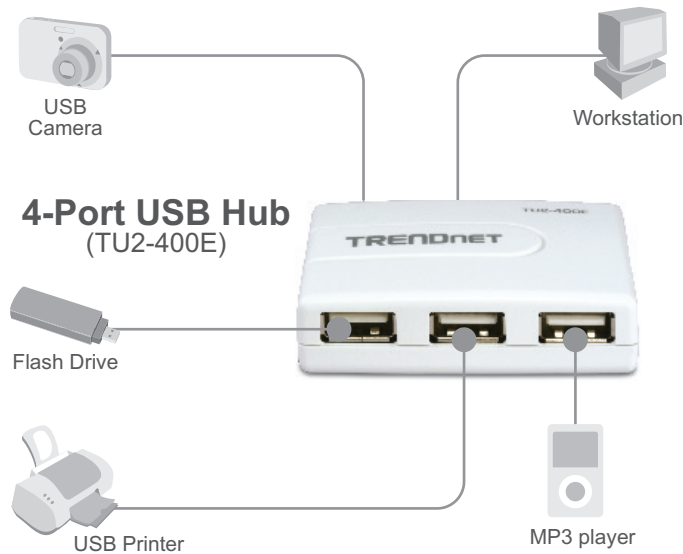 USB
Camera
Workstation
4-Port USB Hub
(TU2-400E)
TU2-400E
TRENDnet
Flash Drive
USB Printer
MP3 player